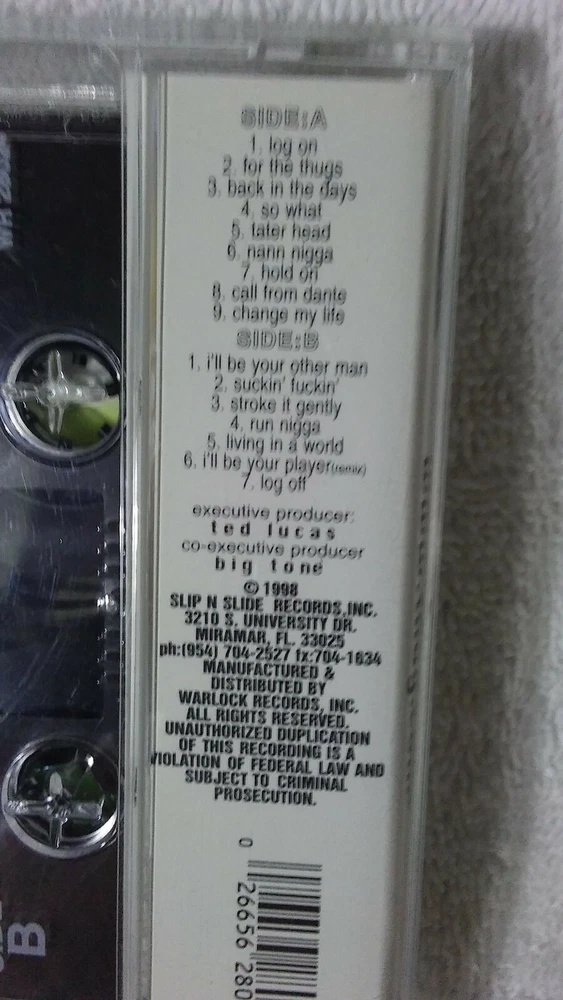 SIDE:A
1. log on
2. for the thugs
3. back in the days
4. so what
5. tater head
6. nann nigga
7. hold on
8. call from dante
9. change my life
SIDE:B
1. i'll be your other man
2. suckin' fuckin'
3. stroke it gently
4. run nigga
5. living in a world
6. i'll be your player(remix)
7. log off
executive producer:
ted lucas
co-executive producer
big tone
© 1998
SLIP N SLIDE RECORDS,INC.
3210 S. UNIVERSITY DR.
MIRAMAR, FL. 33025
ph:(954) 704-2527 fx:704-1634
MANUFACTURED &
DISTRIBUTED BY
WARLOCK RECORDS, INC.
ALL RIGHTS RESERVED.
UNAUTHORIZED DUPLICATION
OF THIS RECORDING IS A
VIOLATION OF FEDERAL LAW AND
SUBJECT TO CRIMINAL
PROSECUTION.
0 26656 280
B